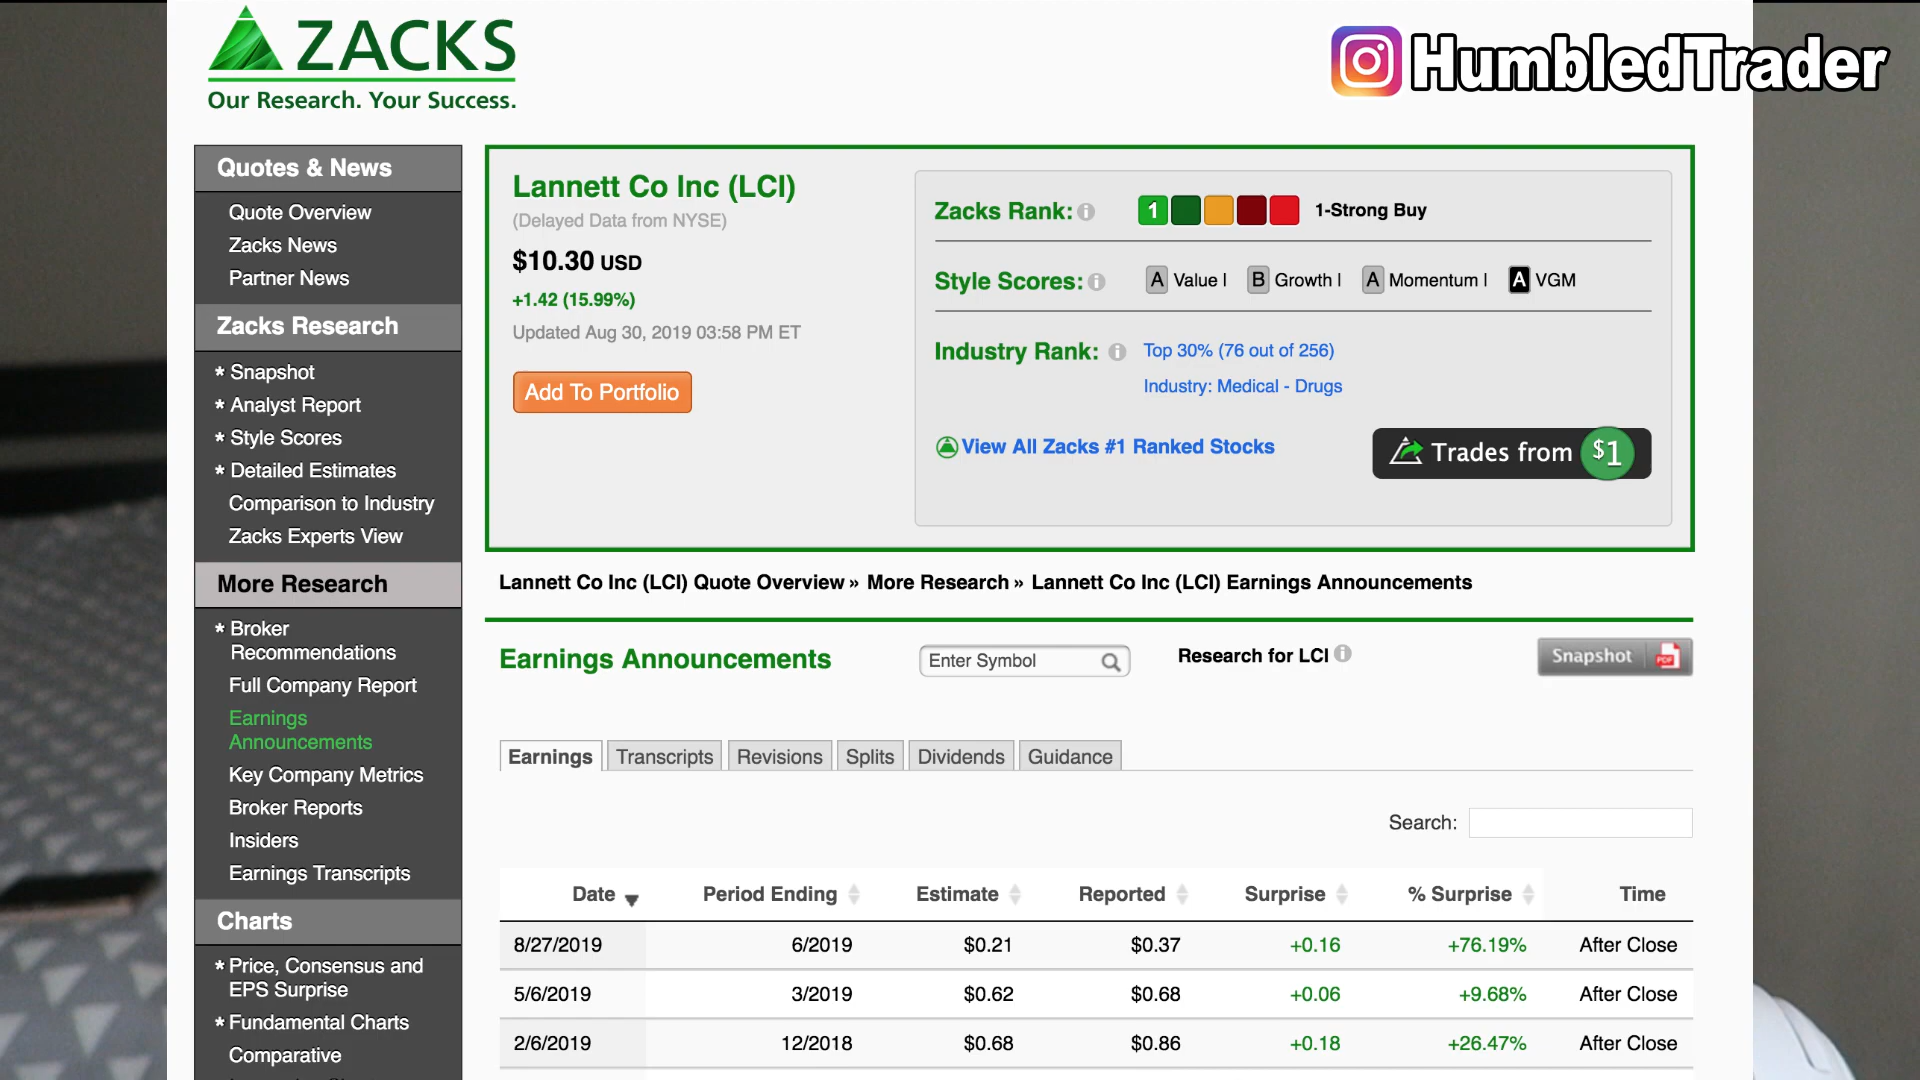 ZACKS
Our Research. Your Success.
HumbledTrader
Quotes & News
Quote Overview
Zacks News
Partner News
Zacks Research
* Snapshot
* Analyst Report
* Style Scores
* Detailed Estimates
Comparison to Industry
Zacks Experts View
More Research
* Broker
Recommendations
Full Company Report
Earnings
Announcements
Key Company Metrics
Broker Reports
Insiders
Earnings Transcripts
Charts
* Price, Consensus and
EPS Surprise
* Fundamental Charts
Comparative
Lannett Co Inc (LCI)
(Delayed Data from NYSE)
$10.30 USD
+1.42 (15.99%)
Updated Aug 30, 2019 03:58 PM ET
Add To Portfolio
Zacks Rank: i 1 1-Strong Buy
Style Scores: i A Value | B Growth | A Momentum | A VGM
Industry Rank: i Top 30% (76 out of 256)
Industry: Medical - Drugs
View All Zacks #1 Ranked Stocks
Trades from $1
Lannett Co Inc (LCI) Quote Overview » More Research » Lannett Co Inc (LCI) Earnings Announcements
Earnings Announcements
Enter Symbol
Research for LCI i
Snapshot PDF
Earnings Transcripts Revisions Splits Dividends Guidance
Search:
Date Period Ending Estimate Reported Surprise % Surprise Time
8/27/2019 6/2019 $0.21 $0.37 +0.16 +76.19% After Close
5/6/2019 3/2019 $0.62 $0.68 +0.06 +9.68% After Close
2/6/2019 12/2018 $0.68 $0.86 +0.18 +26.47% After Close